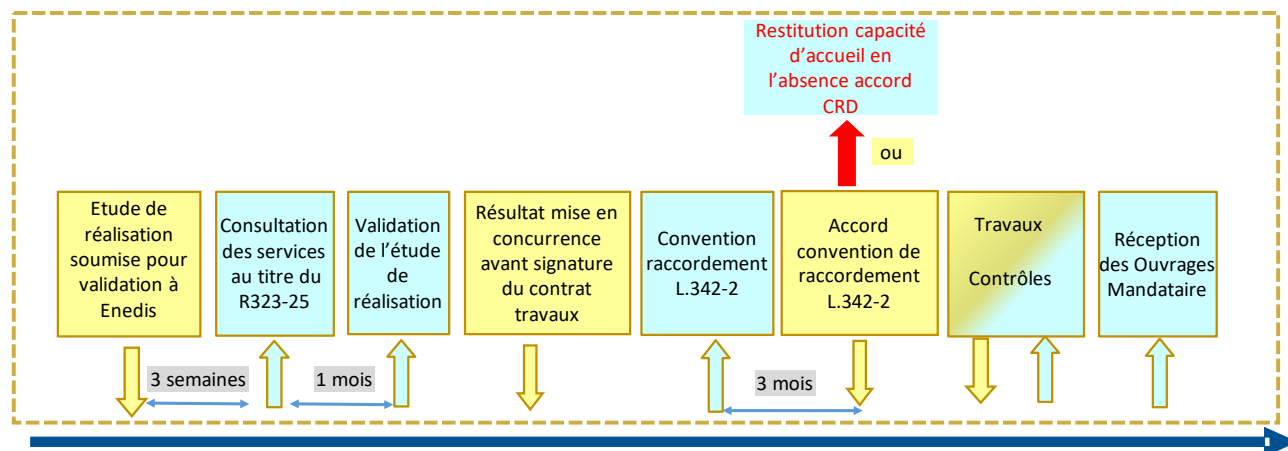 Restitution capacité
d’accueil en
l’absence accord
CRD
ou
Etude de
réalisation
soumise pour
validation à
Enedis
Consultation
des services
au titre du
R323-25
Validation
de l’étude
de
réalisation
Résultat mise en
concurrence
avant signature
du contrat
travaux
Convention
raccordement
L.342-2
Accord
convention de
raccordement
L.342-2
Travaux
Contrôles
Réception
des Ouvrages
Mandataire
3 semaines
1 mois
3 mois